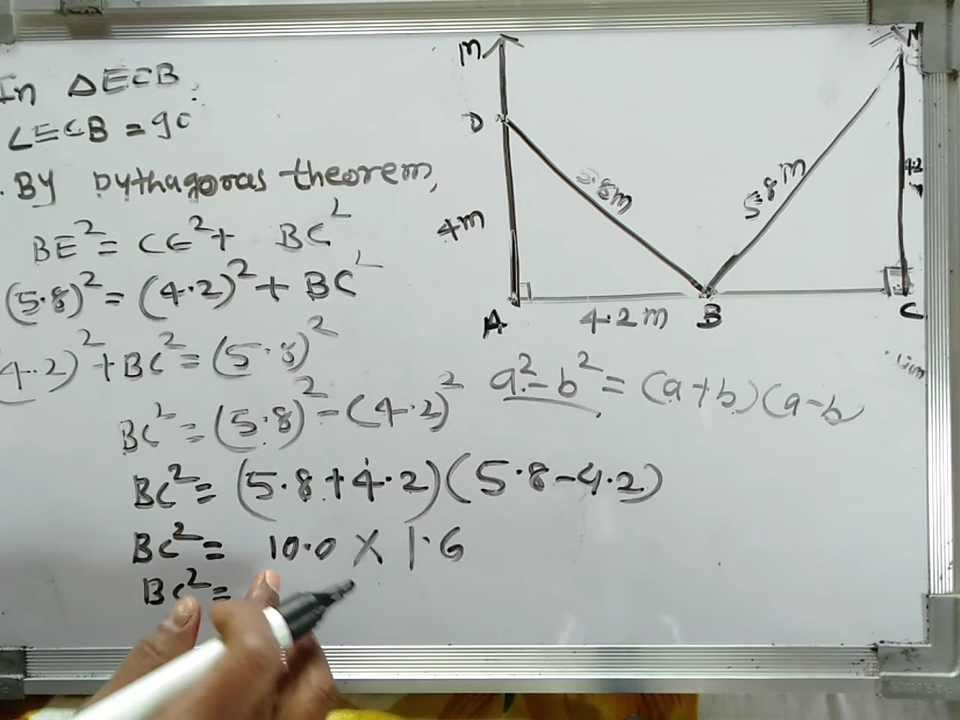 In △ECB
∠ECB = 90
. By pythagoras theorem,
BE² = CE² + BC²
(5.8)² = (4.2)² + BC²
(4.2)² + BC² = (5.8)²
BC² = (5.8)² - (4.2)²
BC² = (5.8+4.2)(5.8-4.2)
BC² = 10.0 X 1.6
BC² =
M
N
D
5.8m
5.8m
4m
A
4.2m
B
C
a²-b² = (a+b)(a-b